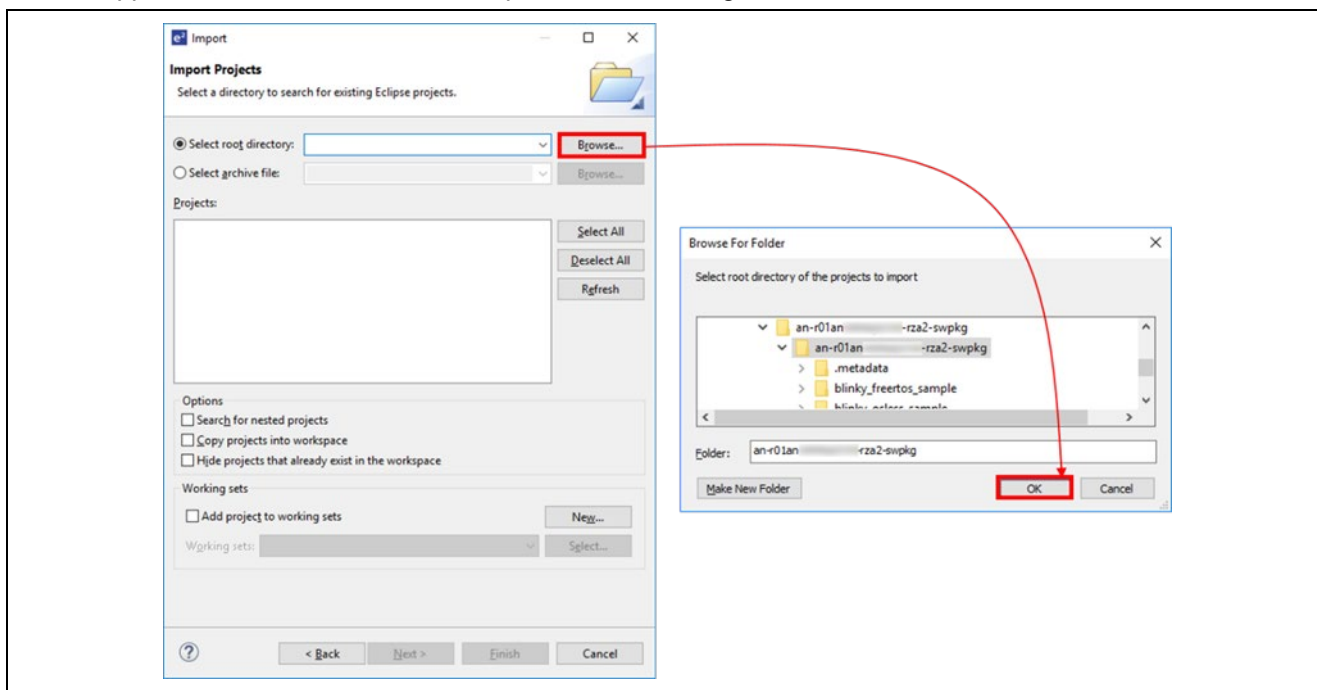 e² Import
Import Projects
Select a directory to search for existing Eclipse projects.
Select root directory:
Browse...
Select archive file:
Browse...
Projects:
Select All
Deselect All
Refresh
Options
Search for nested projects
Copy projects into workspace
Hide projects that already exist in the workspace
Working sets
Add project to working sets
New...
Working sets:
Select...
< Back
Next >
Finish
Cancel
Browse For Folder
Select root directory of the projects to import
an-r01an -rza2-swpkg
an-r01an -rza2-swpkg
.metadata
blinky_freertos_sample
Folder:
an-r01an -rza2-swpkg
Make New Folder
OK
Cancel